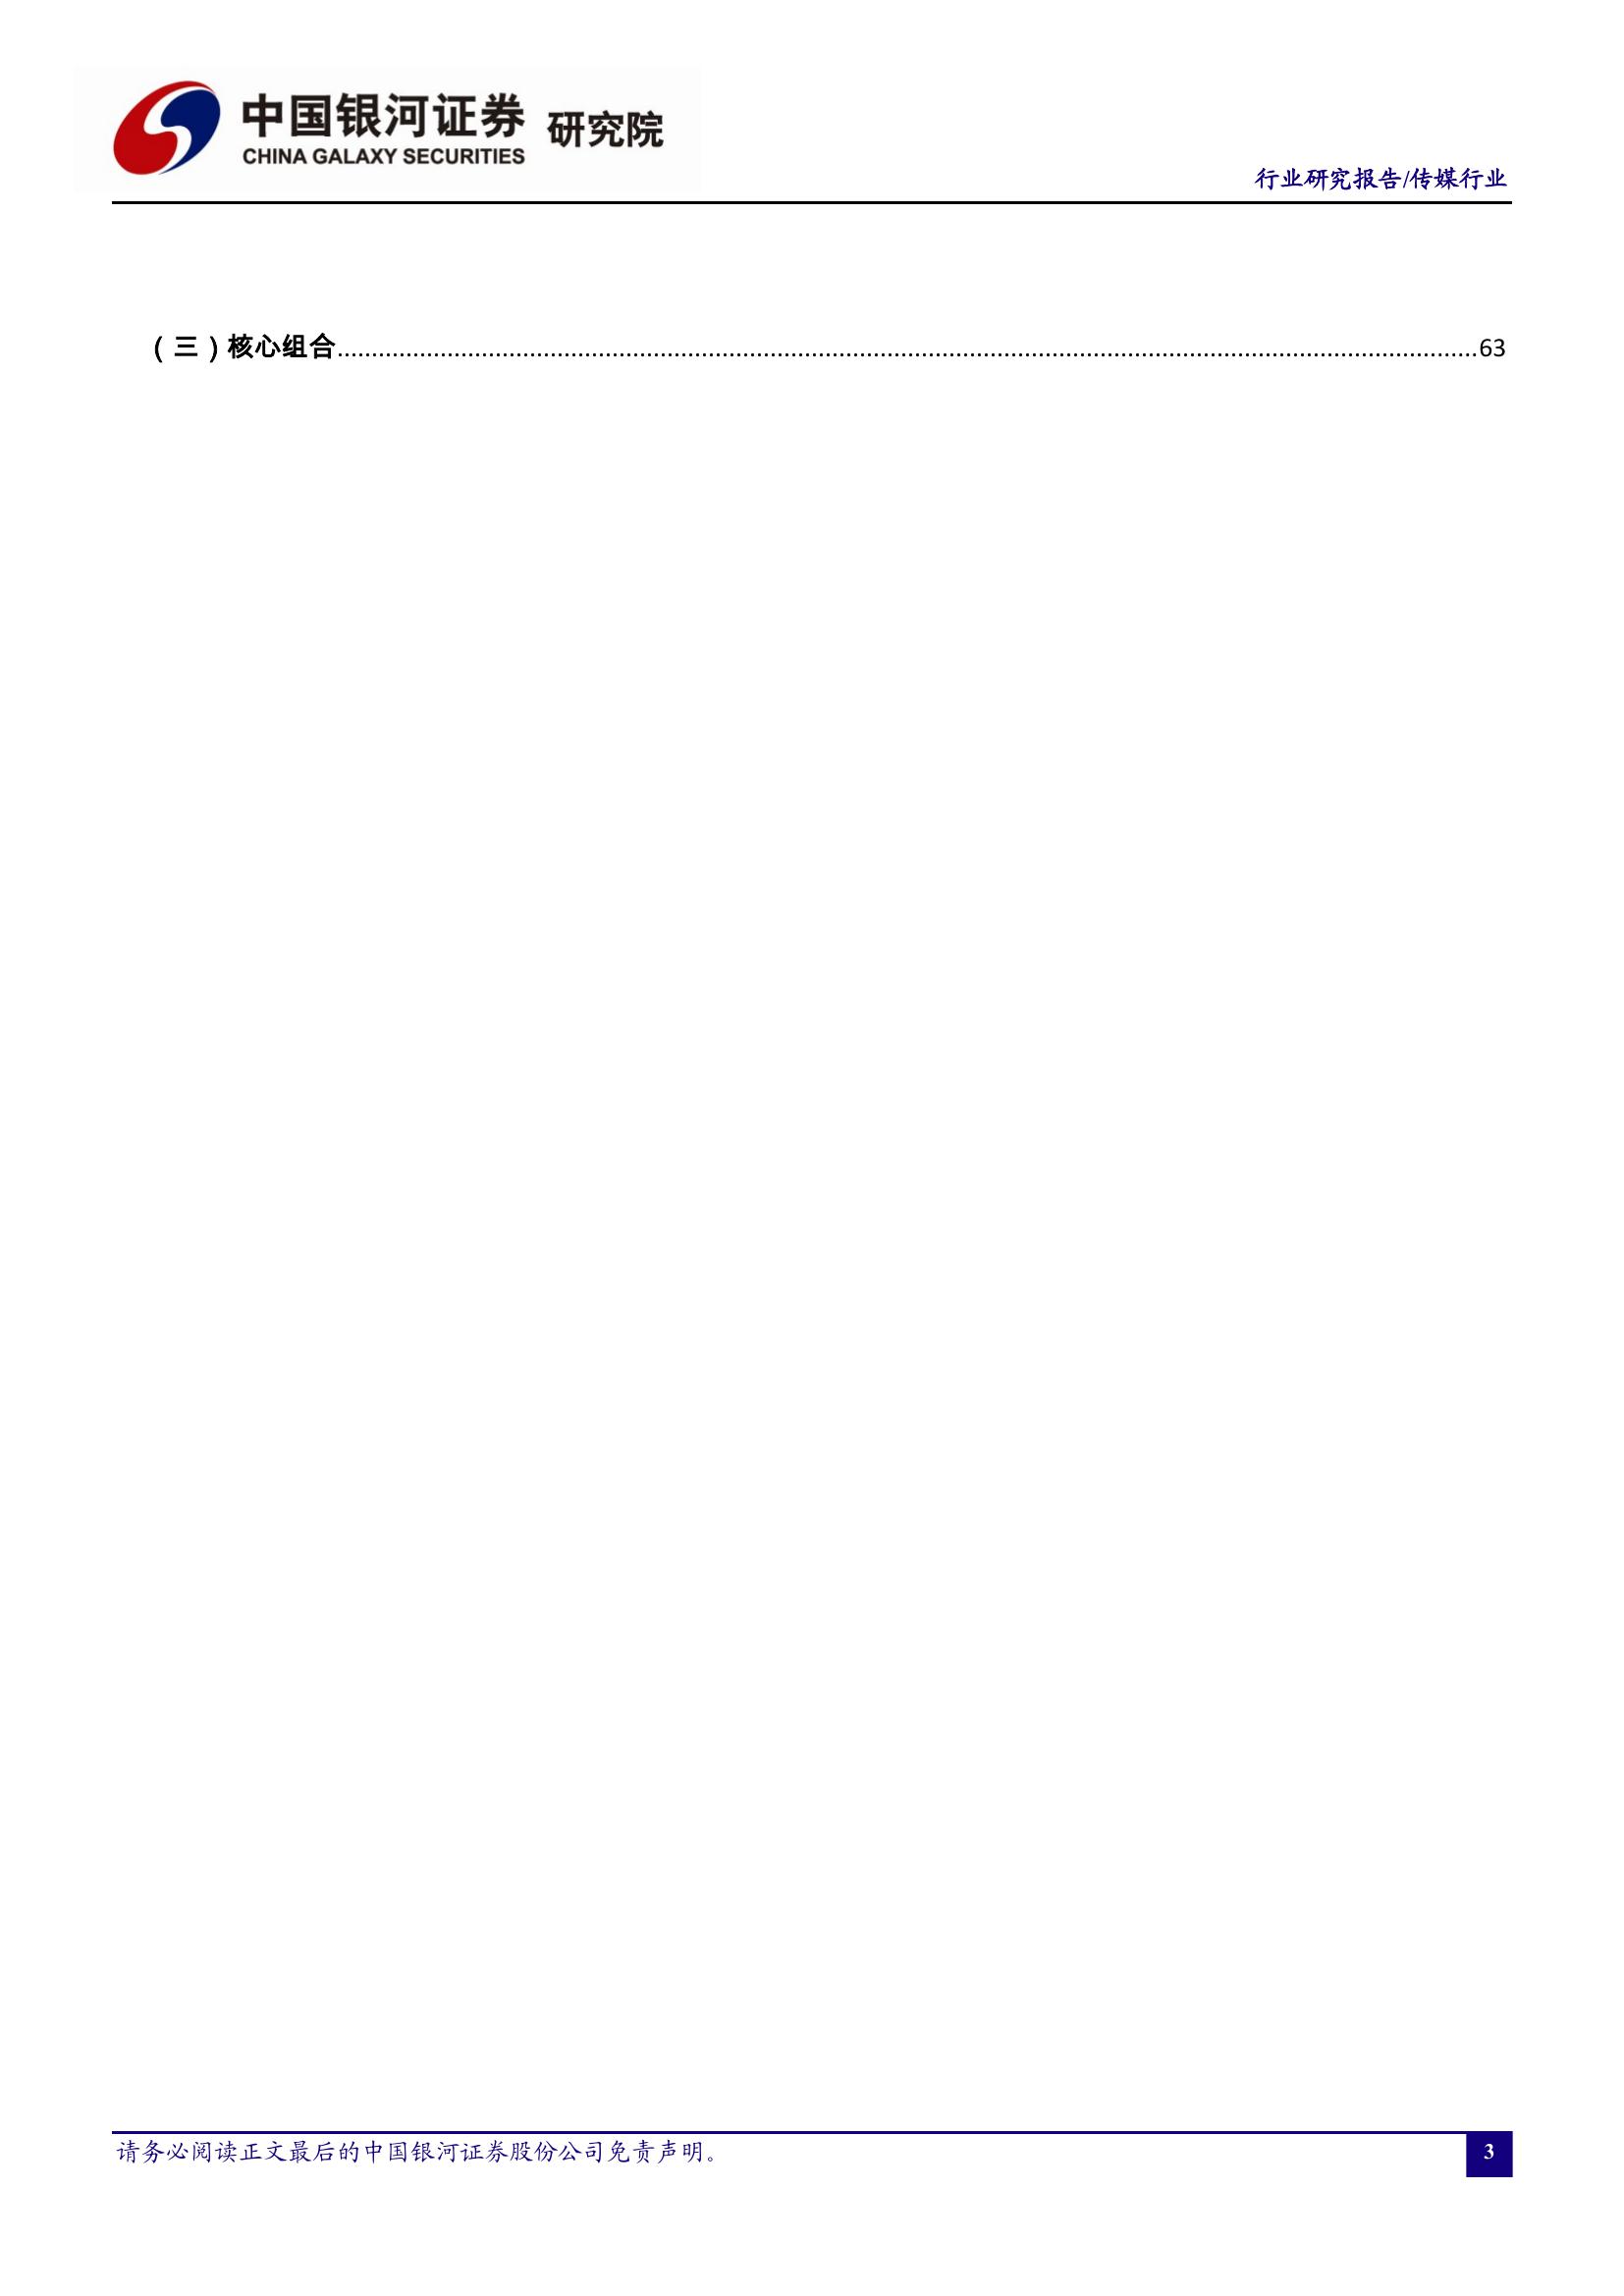 中国银河证券 研究院
CHINA GALAXY SECURITIES
行业研究报告/传媒行业
（三）核心组合........................................................................................................................................................................63
请务必阅读正文最后的中国银河证券股份公司免责声明。
3